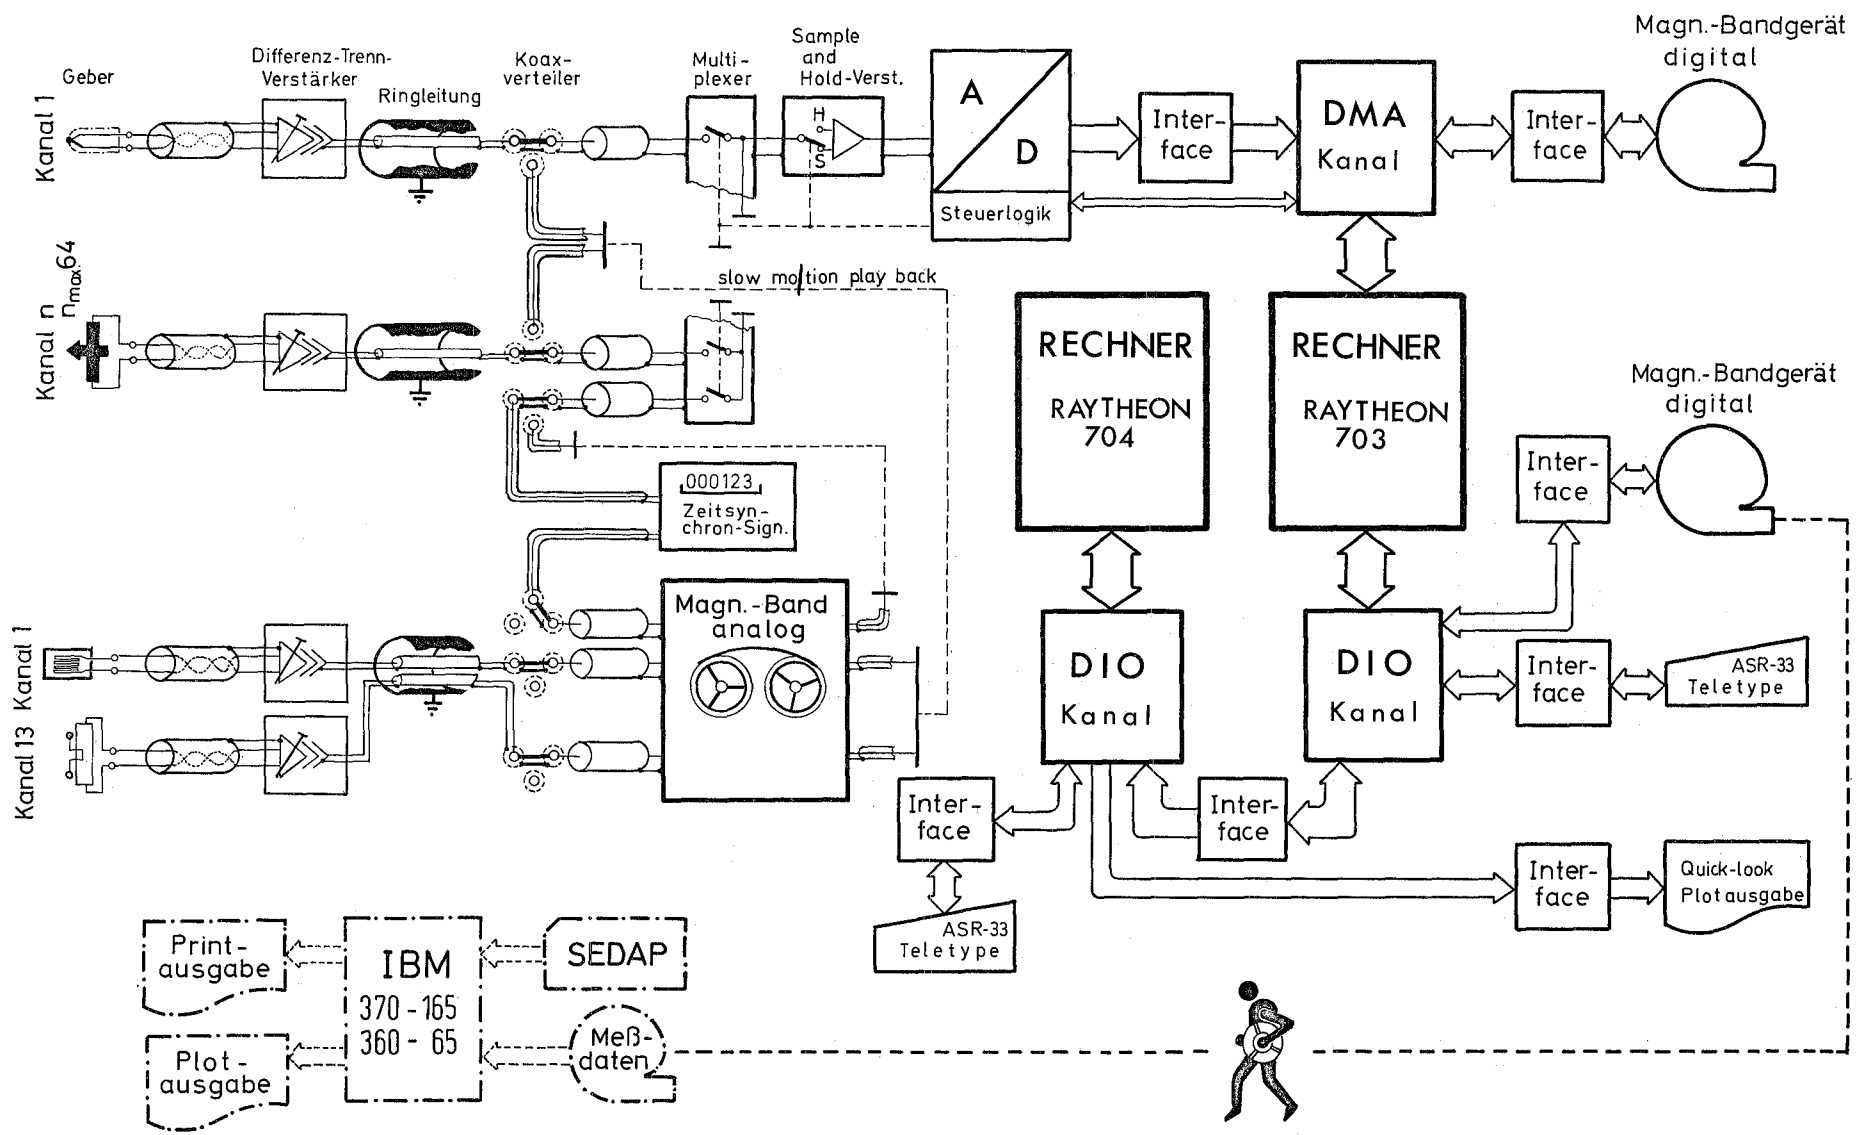 Geber
Differenz-Trenn-
Verstärker
Ringleitung
Koax-
verteiler
Multi-
plexer
Sample
and
Hold-Verst.
Magn.-Bandgerät
digital
Kanal 1
H
S
A
D
Steuerlogik
Inter-
face
DMA
Kanal
Inter-
face
Kanal n
nmax.64
slow motion play back
RECHNER
RAYTHEON
704
RECHNER
RAYTHEON
703
Magn.-Bandgerät
digital
Inter-
face
000123
Zeitsyn-
chron-Sign.
Kanal 1
Kanal 13
Magn.-Band
analog
DIO
Kanal
DIO
Kanal
Inter-
face
ASR-33
Teletype
Inter-
face
Inter-
face
Inter-
face
Quick-look
Plotausgabe
ASR-33
Teletype
Print-
ausgabe
IBM
370-165
360-65
SEDAP
Plot-
ausgabe
Meß-
daten